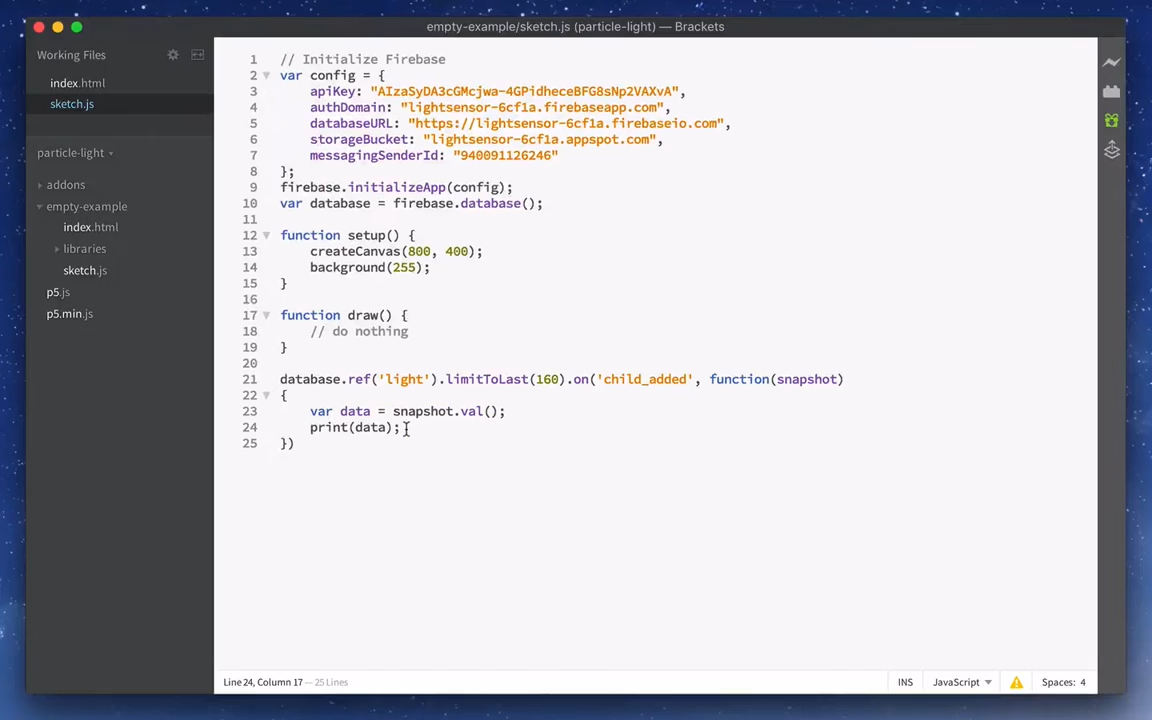 empty-example/sketch.js (particle-light) — Brackets
Working Files
index.html
sketch.js
particle-light
addons
empty-example
index.html
libraries
sketch.js
p5.js
p5.min.js
1 // Initialize Firebase
2 var config = {
3 apiKey: "AIzaSyDA3cGMcjwa-4GPidheceBFG8sNp2VAXvA",
4 authDomain: "lightsensor-6cf1a.firebaseapp.com",
5 databaseURL: "https://lightsensor-6cf1a.firebaseio.com",
6 storageBucket: "lightsensor-6cf1a.appspot.com",
7 messagingSenderId: "940091126246"
8 };
9 firebase.initializeApp(config);
10 var database = firebase.database();
11
12 function setup() {
13 createCanvas(800, 400);
14 background(255);
15 }
16
17 function draw() {
18 // do nothing
19 }
20
21 database.ref('light').limitToLast(160).on('child_added', function(snapshot)
22 {
23 var data = snapshot.val();
24 print(data);
25 })
Line 24, Column 17 — 25 Lines
INS
JavaScript
Spaces: 4